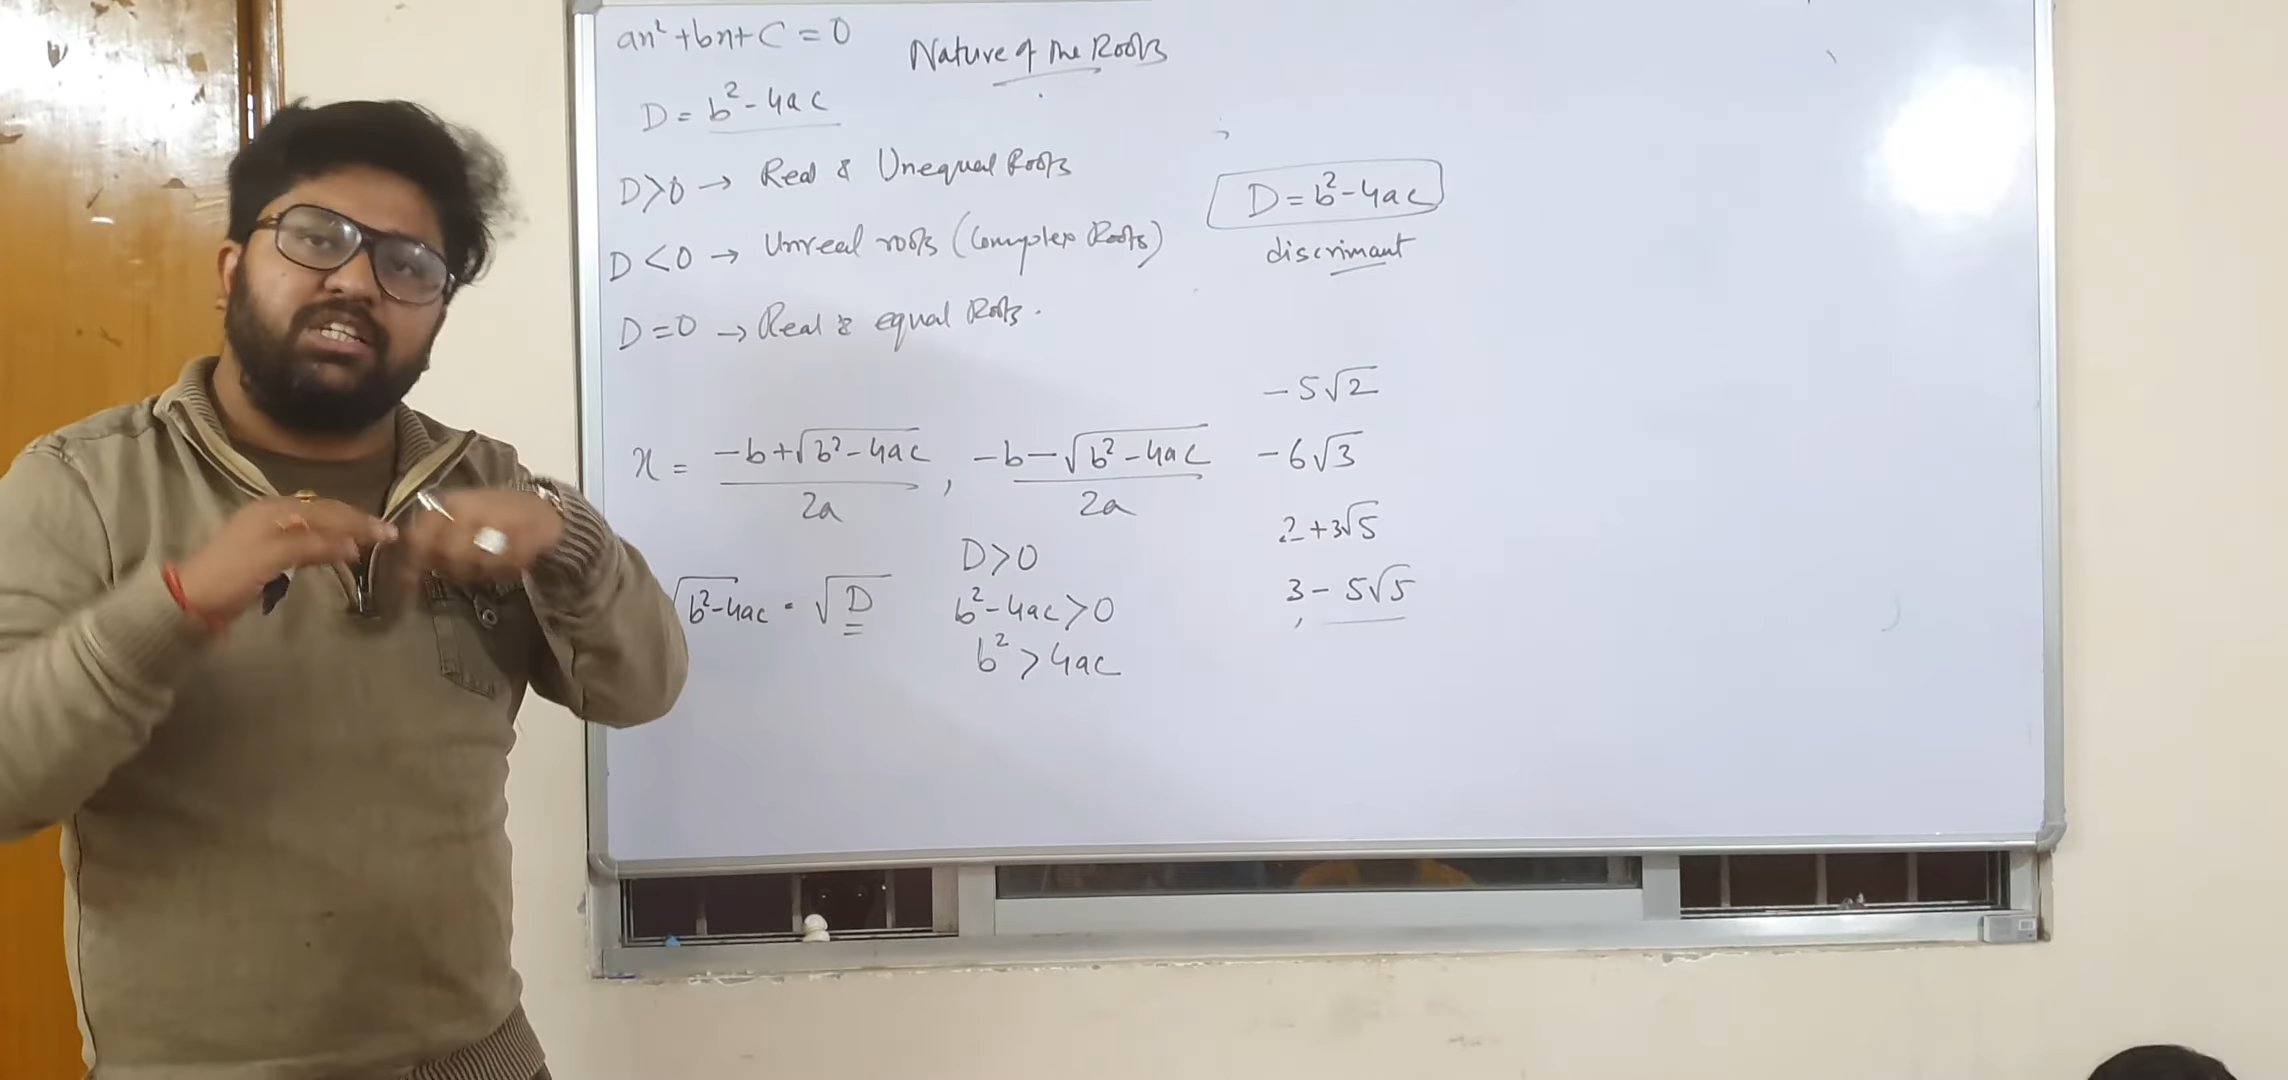 ax² + bx + c = 0
Nature of the Roots
D = b² - 4ac
D > 0 → Real & Unequal Roots
D < 0 → Unreal roots (Complex Roots)
D = 0 → Real & equal Roots.
D = b² - 4ac
discrimant
x = (-b + √(b² - 4ac))/2a , (-b - √(b² - 4ac))/2a
√(b² - 4ac) = √D
D > 0
b² - 4ac > 0
b² > 4ac
- 5√2
- 6√3
2 + 3√5
3 - 5√5